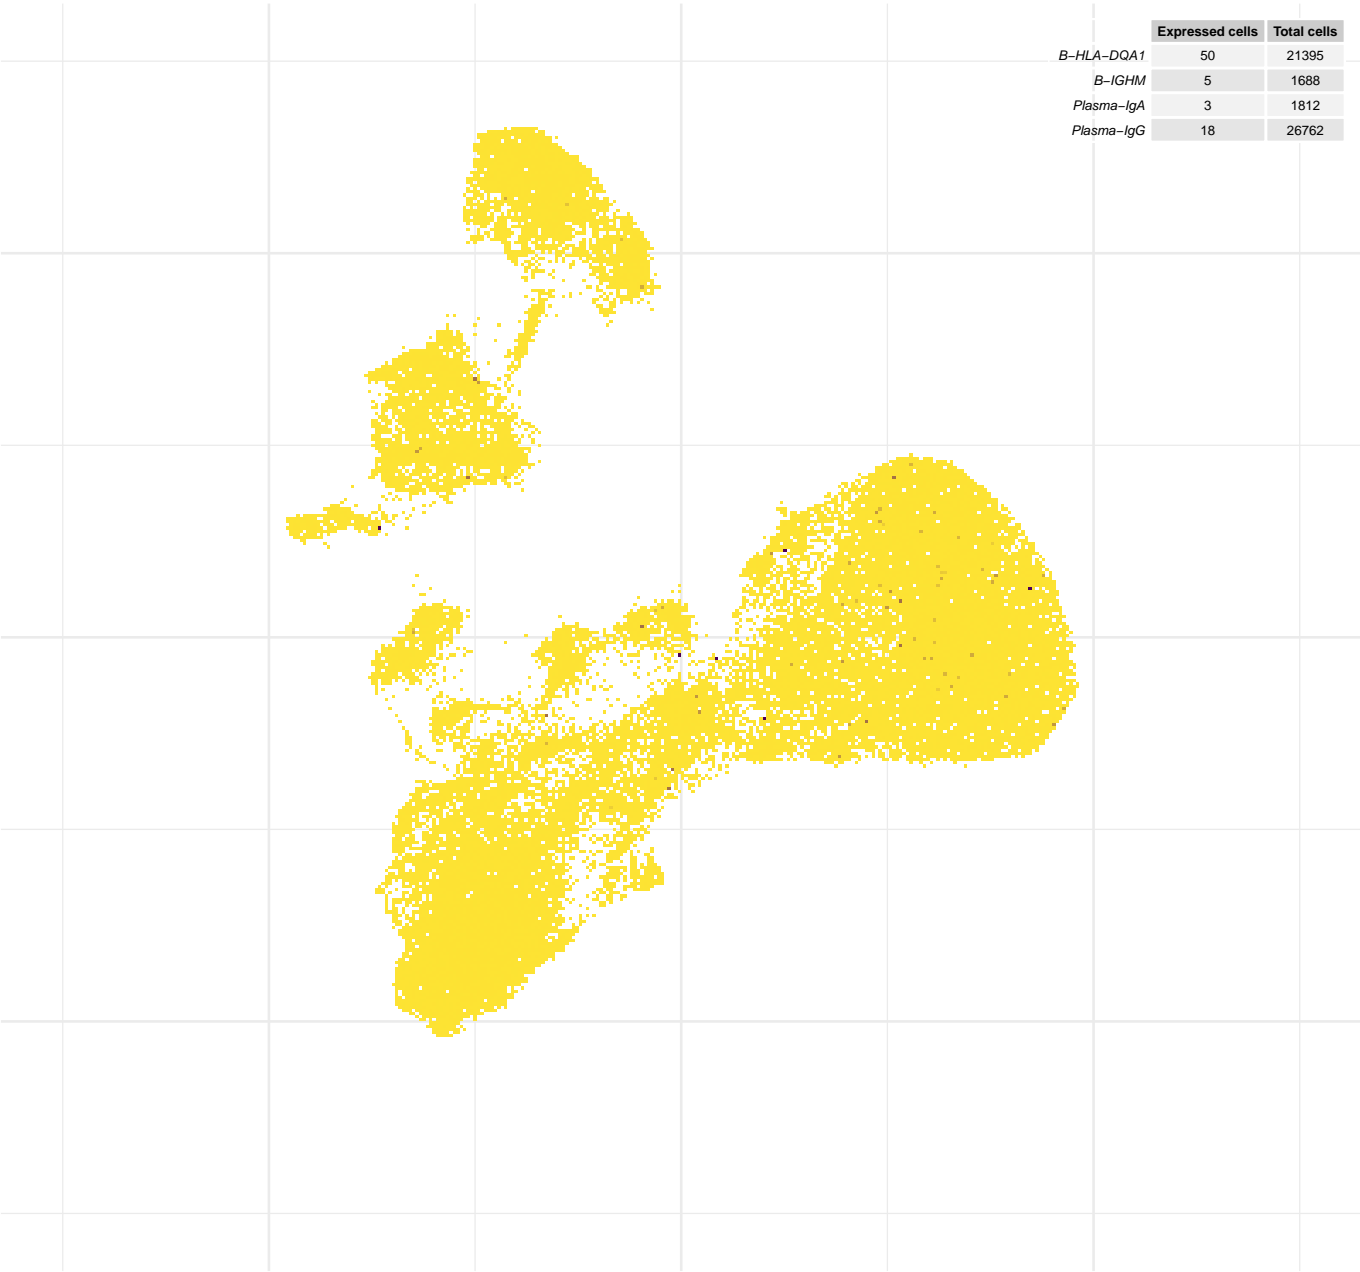 Expressed cells Total cells
B−HLA−DQA1 50 21395
B−IGHM 5 1688
Plasma−IgA 3 1812
Plasma−IgG 18 26762